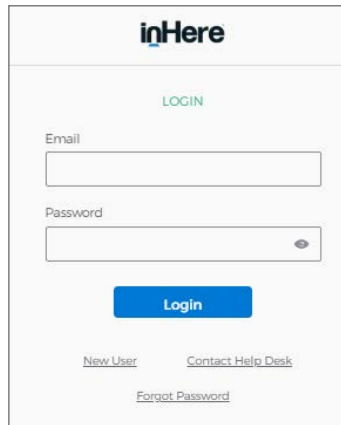 inHere
LOGIN
Email
Password
Login
New User Contact Help Desk
Forgot Password